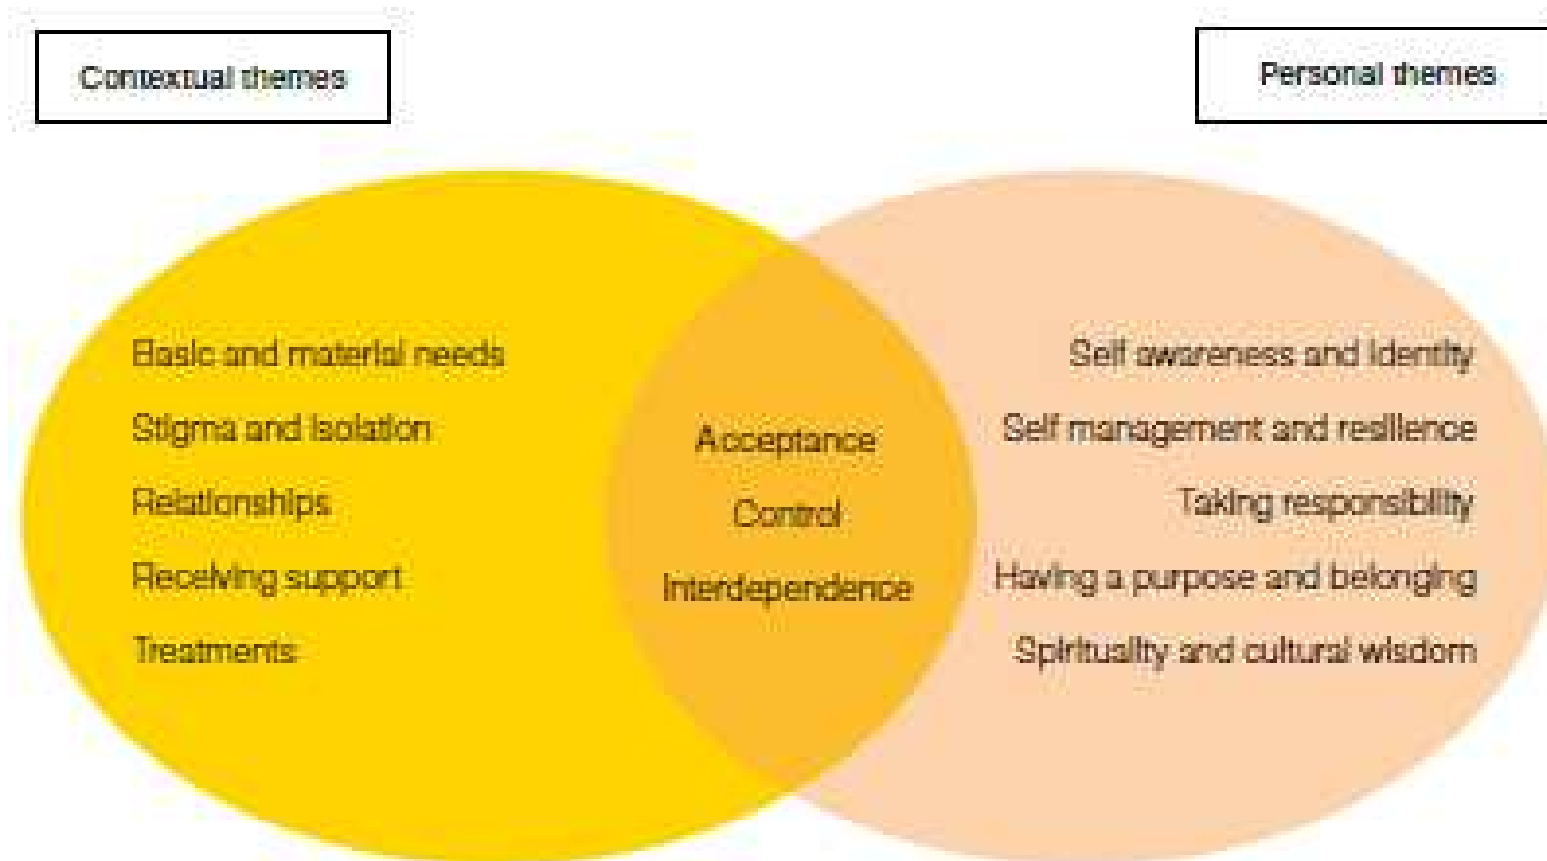 Contextual themes
Personal themes
Basic and material needs
Stigma and isolation
Relationships
Receiving support
Treatments
Acceptance
Control
Interdependence
Self awareness and identity
Self management and resilience
Taking responsibility
Having a purpose and belonging
Spirituality and cultural wisdom